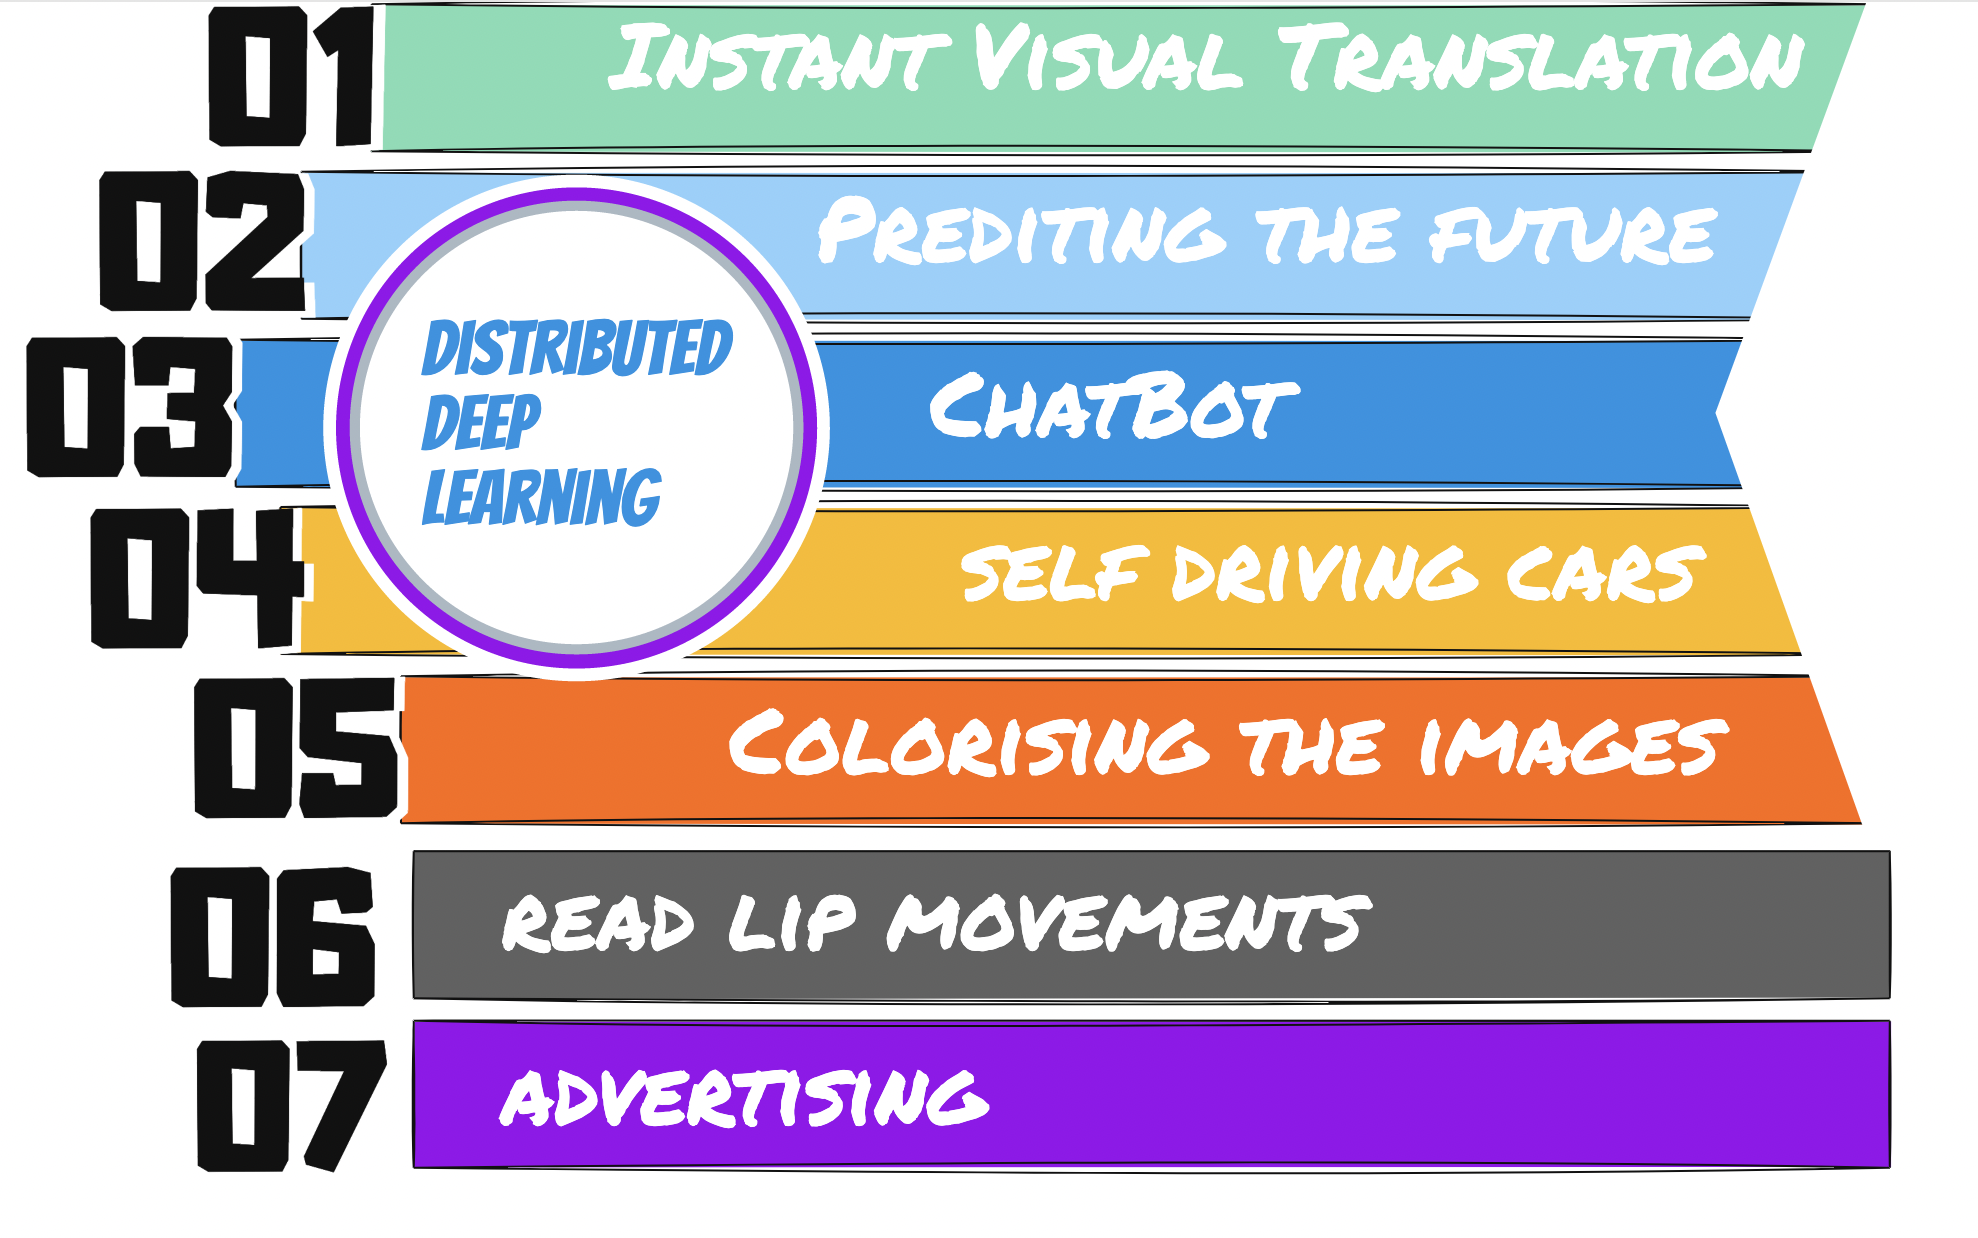 01 Instant Visual Translation
02 Prediting the future
DISTRIBUTED
DEEP
LEARNING
03 ChatBot
04 self driving cars
05 Colorising the images
06 read lip movements
07 advertising